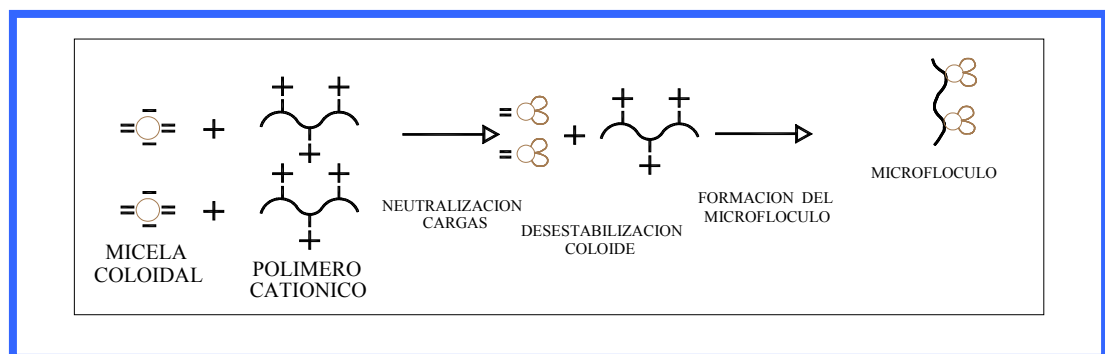 MICELA
COLOIDAL
POLIMERO
CATIONICO
NEUTRALIZACION
CARGAS
DESESTABILIZACION
COLOIDE
FORMACION DEL
MICROFLOCULO
MICROFLOCULO